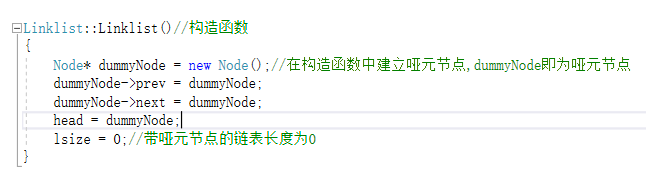 Linklist::Linklist()//构造函数
{
Node* dummyNode = new Node();//在构造函数中建立哑元节点,dummyNode即为哑元节点
dummyNode->prev = dummyNode;
dummyNode->next = dummyNode;
head = dummyNode;
lsize = 0;//带哑元节点的链表长度为0
}